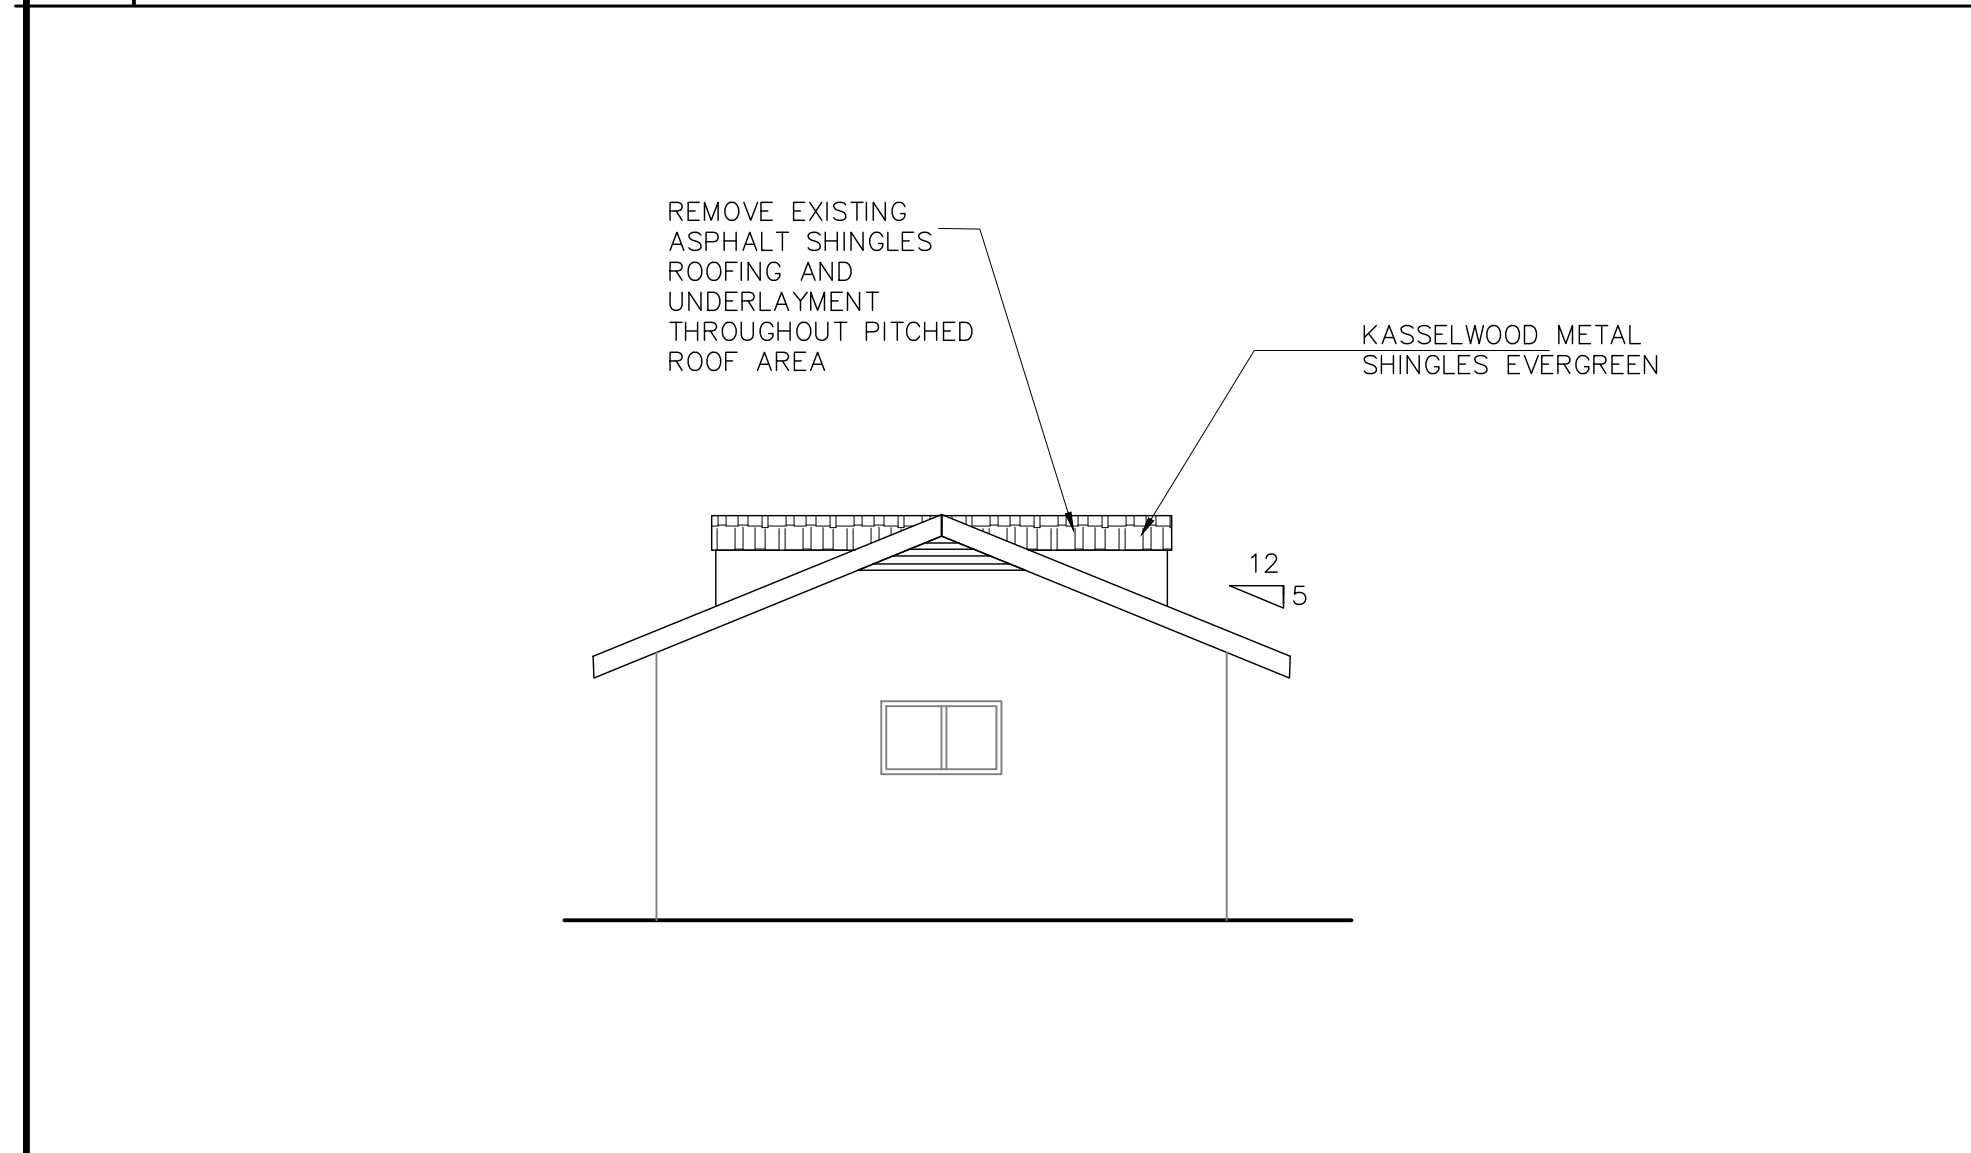 REMOVE EXISTING
ASPHALT SHINGLES
ROOFING AND
UNDERLAYMENT
THROUGHOUT PITCHED
ROOF AREA
KASSELWOOD METAL
SHINGLES EVERGREEN
12
5